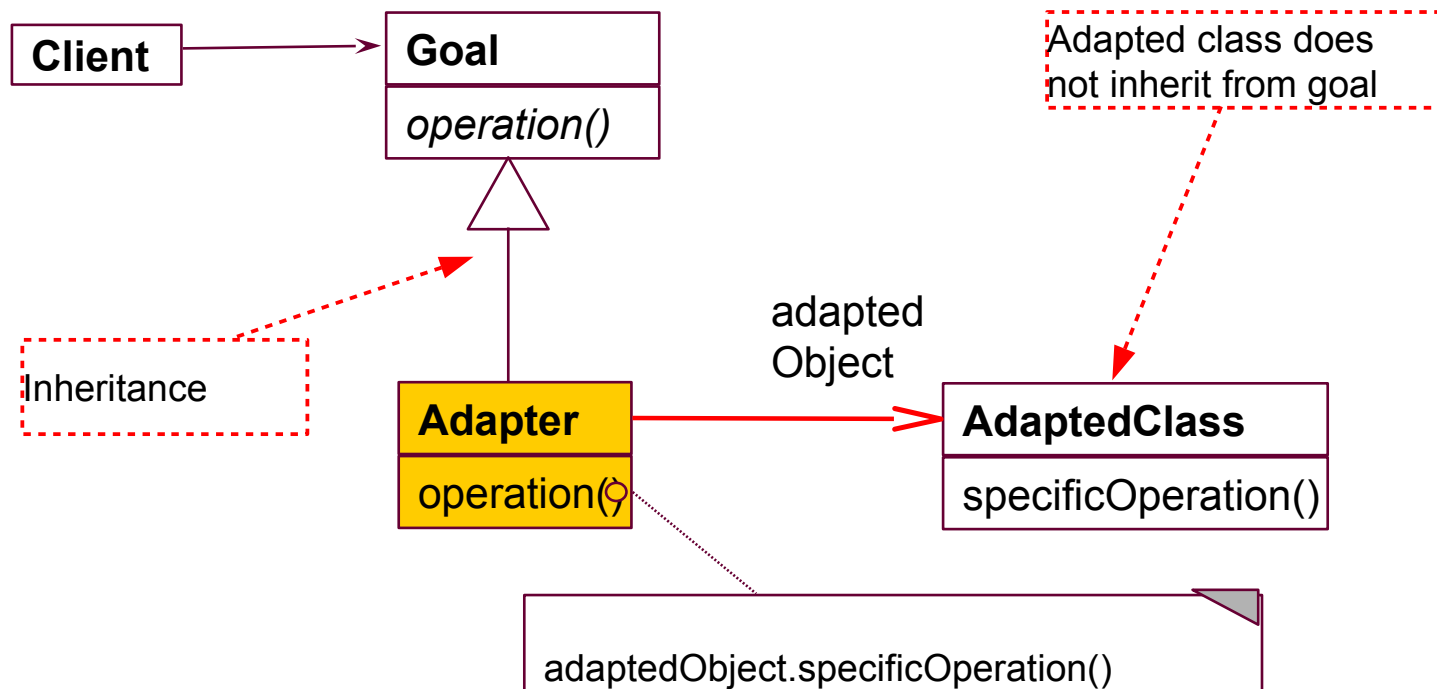 Client
Goal
operation()
Adapted class does
not inherit from goal
Inheritance
adapted
Object
Adapter
operation()
AdaptedClass
specificOperation()
adaptedObject.specificOperation()